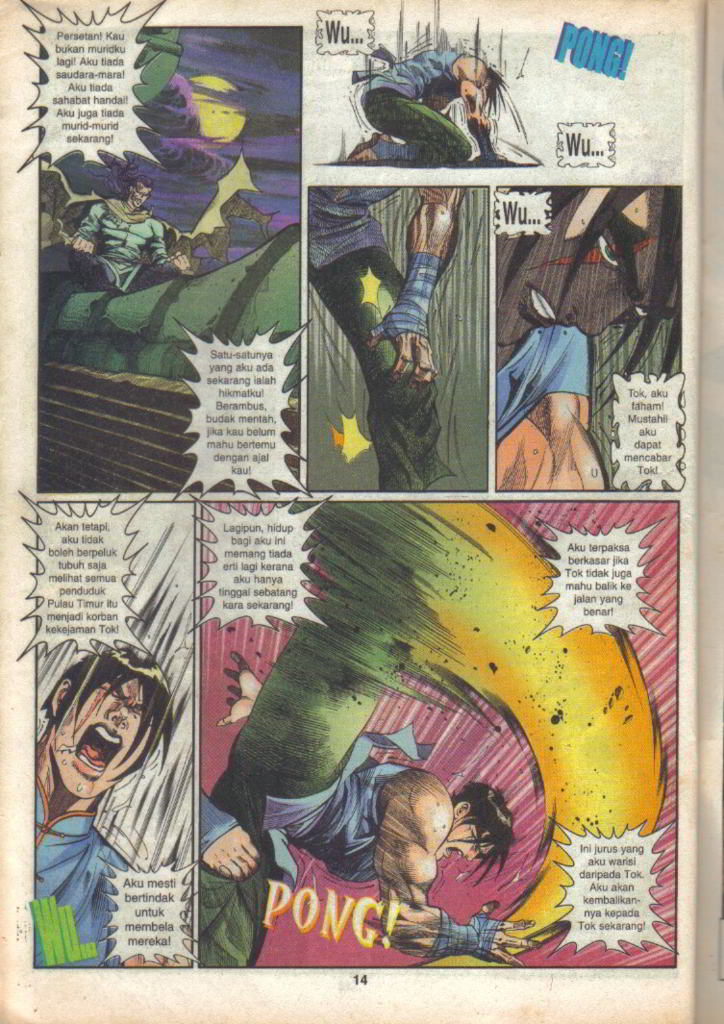 Persetan! Kau
bukan muridku
lagi! Aku tiada
saudara-mara!
Aku tiada
sahabat handai!
Aku juga tiada
murid-murid
sekarang!
Wu...
PONG!
Wu...
Satu-satunya
yang aku ada
sekarang ialah
hikmatku!
Berambus,
budak mentah,
jika kau belum
mahu bertemu
dengan ajal
kau!
Wu...
Tok, aku
faham!
Mustahil
aku
dapat
mencabar
Tok!
Akan tetapi,
aku tidak
boleh berpeluk
tubuh saja
melihat semua
penduduk
Pulau Timur itu
menjadi korban
kekejaman Tok!
Aku mesti
bertindak
untuk
membela
mereka!
WO...
Lagipun, hidup
bagi aku ini
memang tiada
erti lagi kerana
aku hanya
tinggal sebatang
kara sekarang!
Aku terpaksa
berkasar jika
Tok tidak juga
mahu balik ke
jalan yang
benar!
Ini jurus yang
aku warisi
daripada Tok.
Aku akan
kembalikan-
nya kepada
Tok sekarang!
PONG!
14